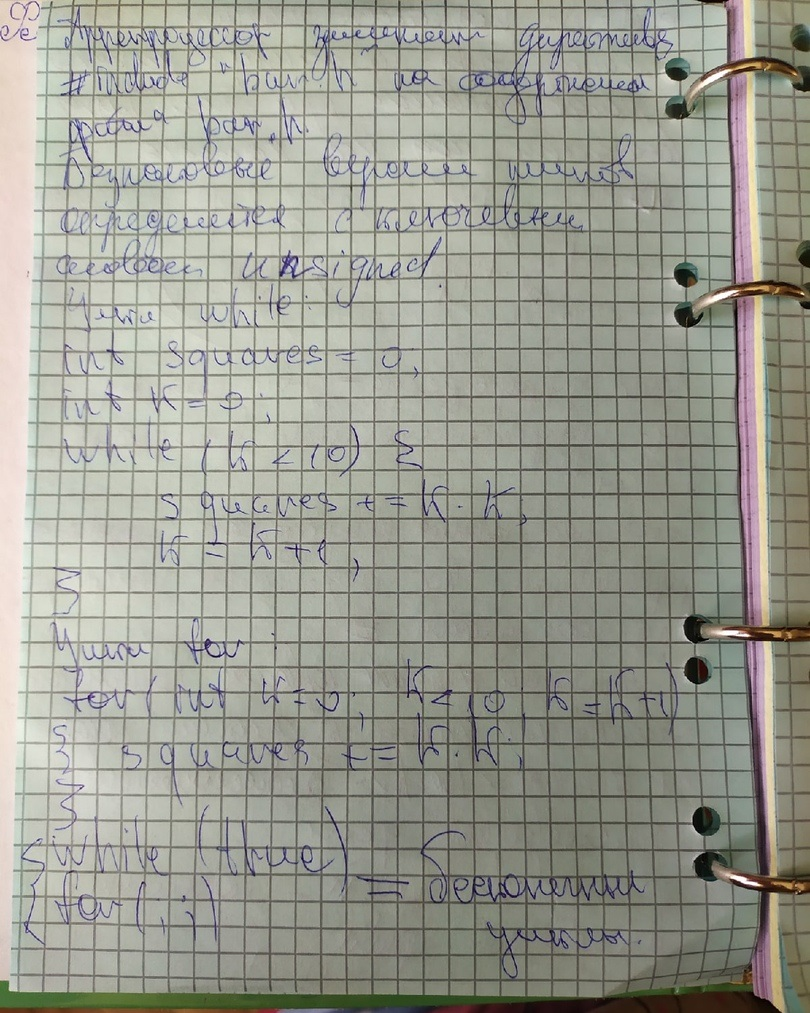 Препроцессор заменяет директиву
#include "bar.h" на содержимое
файла bar.h.
Беззнаковые версии типов
определяется с ключевым
словом unsigned.
Цикл while:
int squares = 0;
int k = 0;
while (k < 10) {
squares += k · k;
k = k + 1;
}
Цикл for:
for (int k = 0; k < 10, k = k + 1)
{ squares += k · k;
}
while (true)
for (;;)
= бесконечный
циклы.